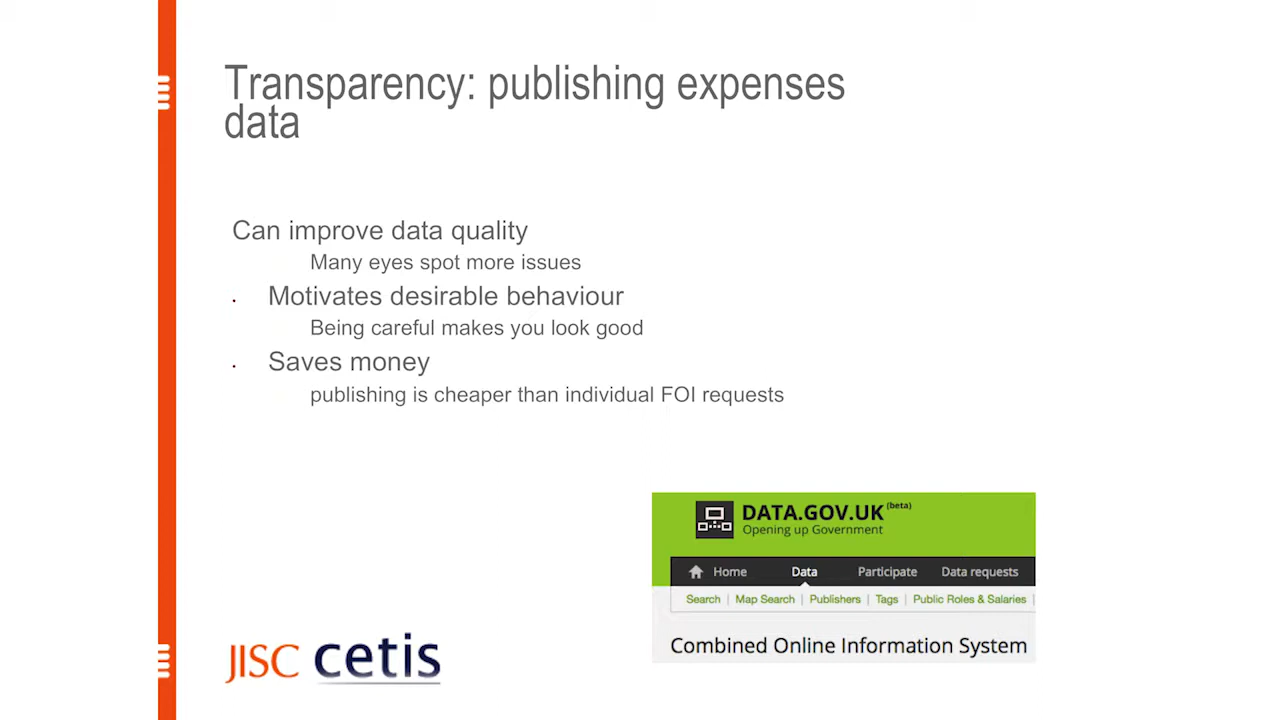 Transparency: publishing expenses
data
Can improve data quality
Many eyes spot more issues
• Motivates desirable behaviour
Being careful makes you look good
• Saves money
publishing is cheaper than individual FOI requests
DATA.GOV.UK (beta)
Opening up Government
Home Data Participate Data requests
Search | Map Search | Publishers | Tags | Public Roles & Salaries |
Combined Online Information System
JISC cetis